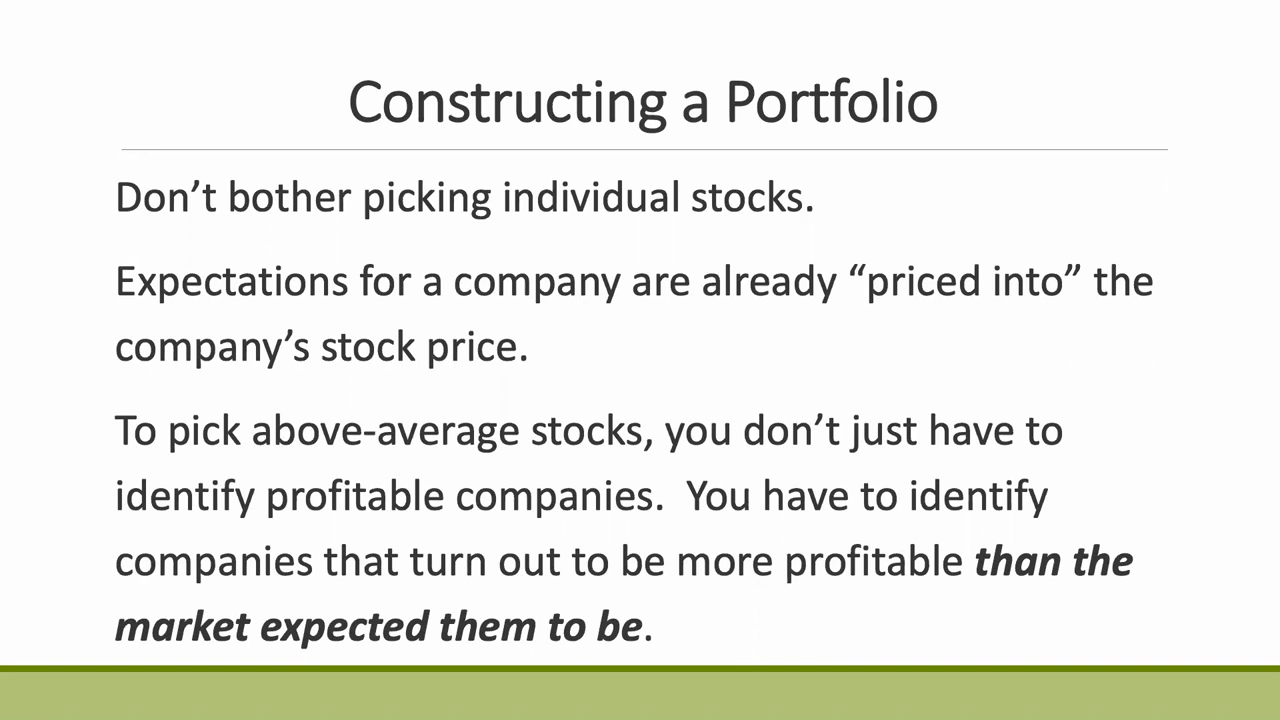 Constructing a Portfolio
Don’t bother picking individual stocks.
Expectations for a company are already “priced into” the
company’s stock price.
To pick above-average stocks, you don’t just have to
identify profitable companies.  You have to identify
companies that turn out to be more profitable than the
market expected them to be.